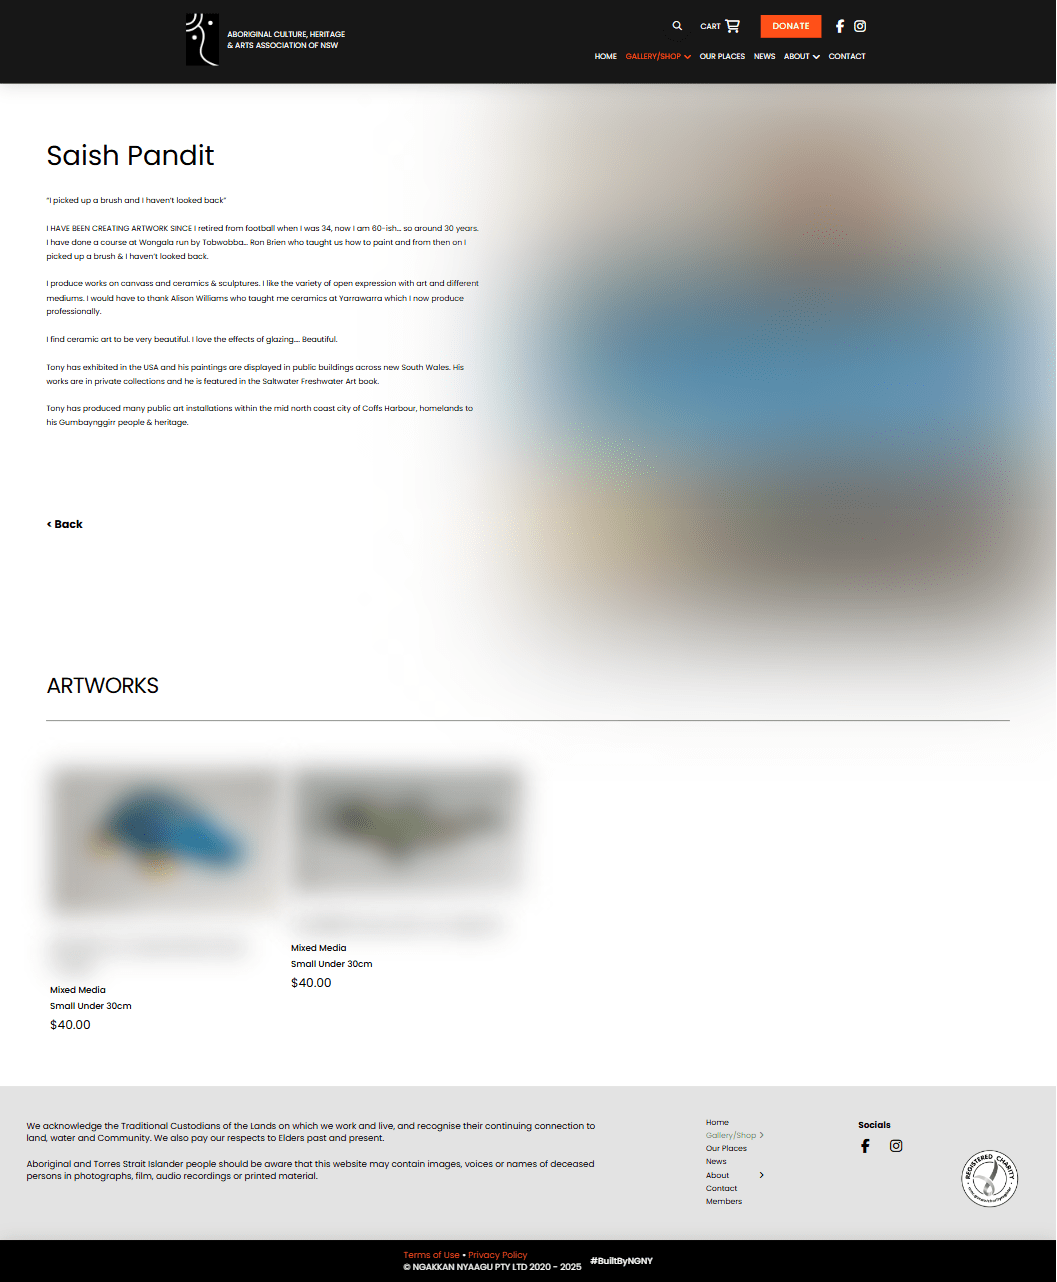 ABORIGINAL CULTURE, HERITAGE
& ARTS ASSOCIATION OF NSW
CART
DONATE
HOME GALLERY/SHOP OUR PLACES NEWS ABOUT CONTACT
Saish Pandit
"I picked up a brush and I haven't looked back"
I HAVE BEEN CREATING ARTWORK SINCE I retired from football when I was 34, now I am 60-ish... so around 30 years.
I have done a course at Wongala run by Tobwobba... Ron Brien who taught us how to paint and from then on I
picked up a brush & I haven't looked back.
I produce works on canvass and ceramics & sculptures. I like the variety of open expression with art and different
mediums. I would have to thank Alison Williams who taught me ceramics at Yarrawarra which I now produce
professionally.
I find ceramic art to be very beautiful. I love the effects of glazing.... Beautiful.
Tony has exhibited in the USA and his paintings are displayed in public buildings across new South Wales. His
works are in private collections and he is featured in the Saltwater Freshwater Art book.
Tony has produced many public art installations within the mid north coast city of Coffs Harbour, homelands to
his Gumbaynggirr people & heritage.
< Back
ARTWORKS
Mixed Media
Small Under 30cm
$40.00
Mixed Media
Small Under 30cm
$40.00
We acknowledge the Traditional Custodians of the Lands on which we work and live, and recognise their continuing connection to
land, water and Community. We also pay our respects to Elders past and present.
Aboriginal and Torres Strait Islander people should be aware that this website may contain images, voices or names of deceased
persons in photographs, film, audio recordings or printed material.
Home
Gallery/Shop
Our Places
News
About
Contact
Members
Socials
REGISTERED CHARITY
Terms of Use • Privacy Policy
© NGAKKAN NYAAGU PTY LTD 2020 - 2025
#BuiltByNGNY